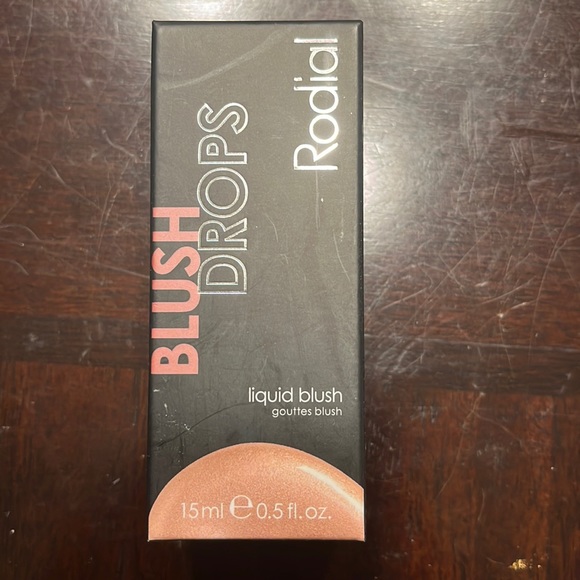 Rodial
BLUSH
DROPS
liquid blush
gouttes blush
15ml ℮ 0.5 fl. oz.